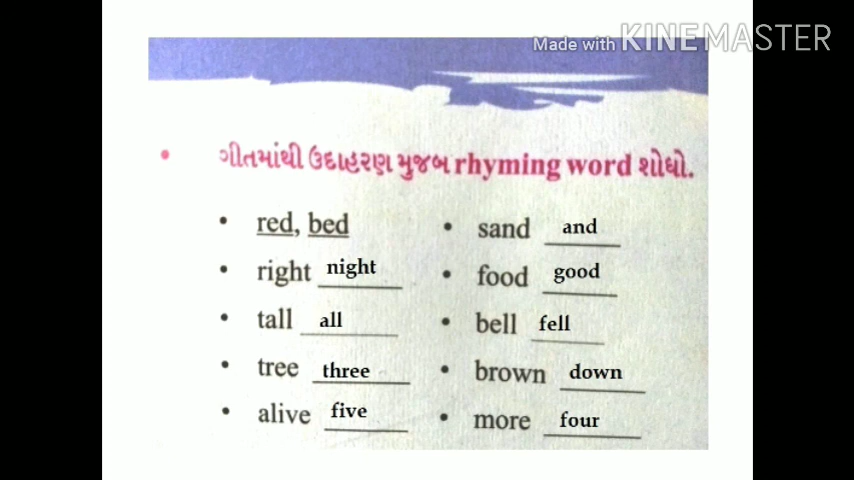 Made with KINEMASTER
• ગીતમાંથી ઉદાહરણ મુજબ rhyming word શોધો.
• red, bed
• right night
• tall all
• tree three
• alive five
• sand and
• food good
• bell fell
• brown down
• more four